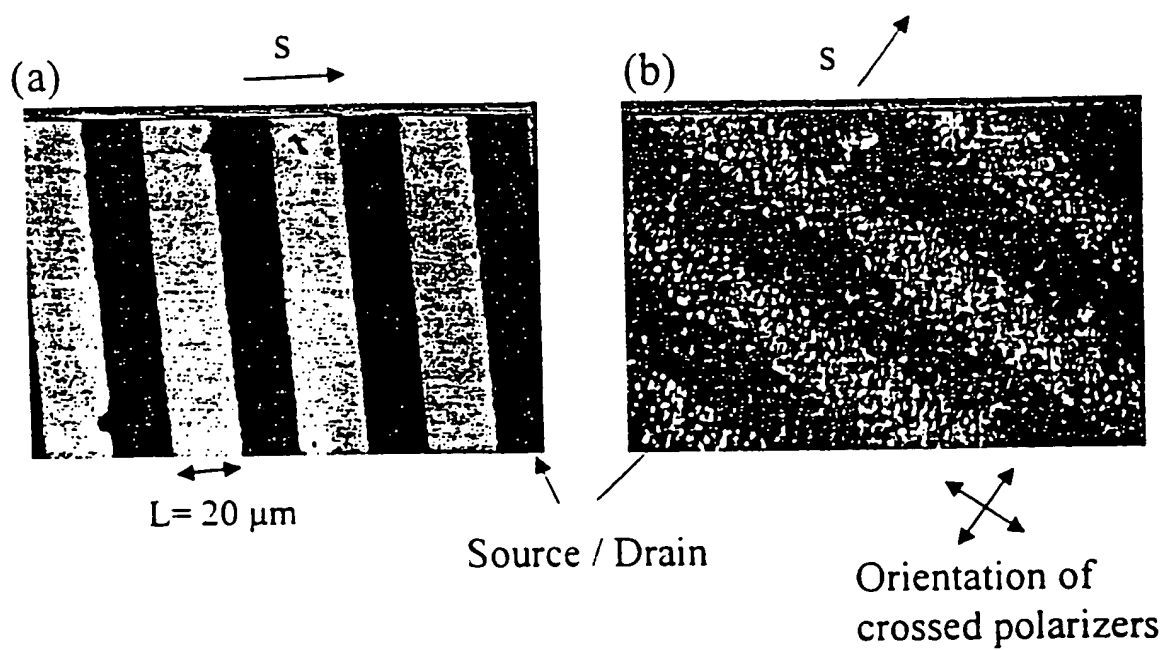 (a)
S
(b)
S
L= 20 μm
Source / Drain
Orientation of
crossed polarizers